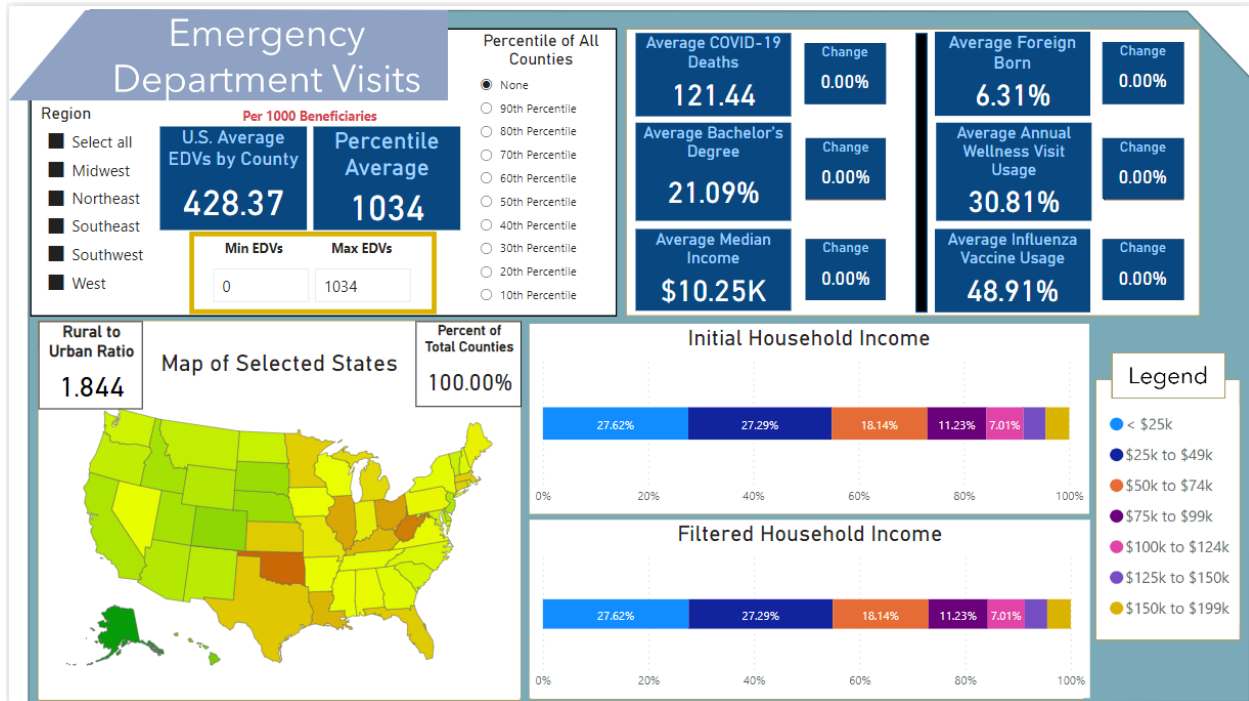 Emergency
Department Visits
Region
Select all
Midwest
Northeast
Southeast
Southwest
West
Per 1000 Beneficiaries
U.S. Average
EDVs by County
428.37
Percentile
Average
1034
Min EDVs
Max EDVs
0
1034
Percentile of All
Counties
None
90th Percentile
80th Percentile
70th Percentile
60th Percentile
50th Percentile
40th Percentile
30th Percentile
20th Percentile
10th Percentile
Average COVID-19
Deaths
121.44
Change
0.00%
Average Foreign
Born
6.31%
Change
0.00%
Average Bachelor's
Degree
21.09%
Change
0.00%
Average Annual
Wellness Visit
Usage
30.81%
Change
0.00%
Average Median
Income
$10.25K
Change
0.00%
Average Influenza
Vaccine Usage
48.91%
Change
0.00%
Rural to
Urban Ratio
1.844
Map of Selected States
Percent of
Total Counties
100.00%
Initial Household Income
27.62% 27.29% 18.14% 11.23% 7.01%
0% 20% 40% 60% 80% 100%
Filtered Household Income
27.62% 27.29% 18.14% 11.23% 7.01%
0% 20% 40% 60% 80% 100%
Legend
< $25k
$25k to $49k
$50k to $74k
$75k to $99k
$100k to $124k
$125k to $150k
$150k to $199k